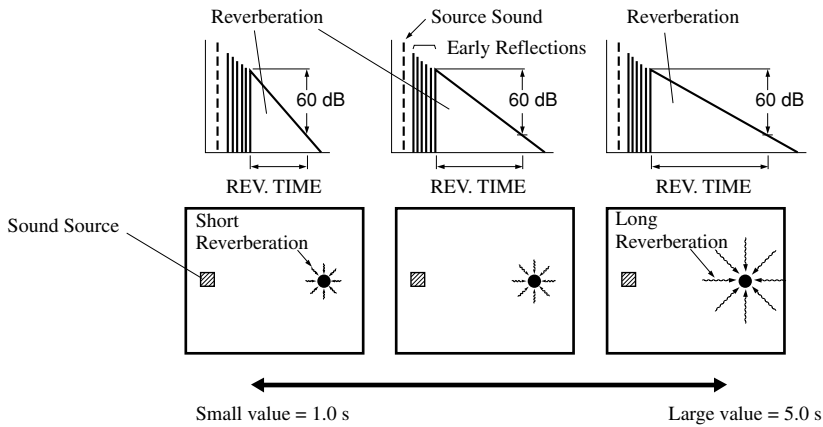 Reverberation
Source Sound
Reverberation
Early Reflections
60 dB
60 dB
60 dB
REV. TIME
REV. TIME
REV. TIME
Sound Source
Short
Reverberation
Long
Reverberation
Small value = 1.0 s
Large value = 5.0 s